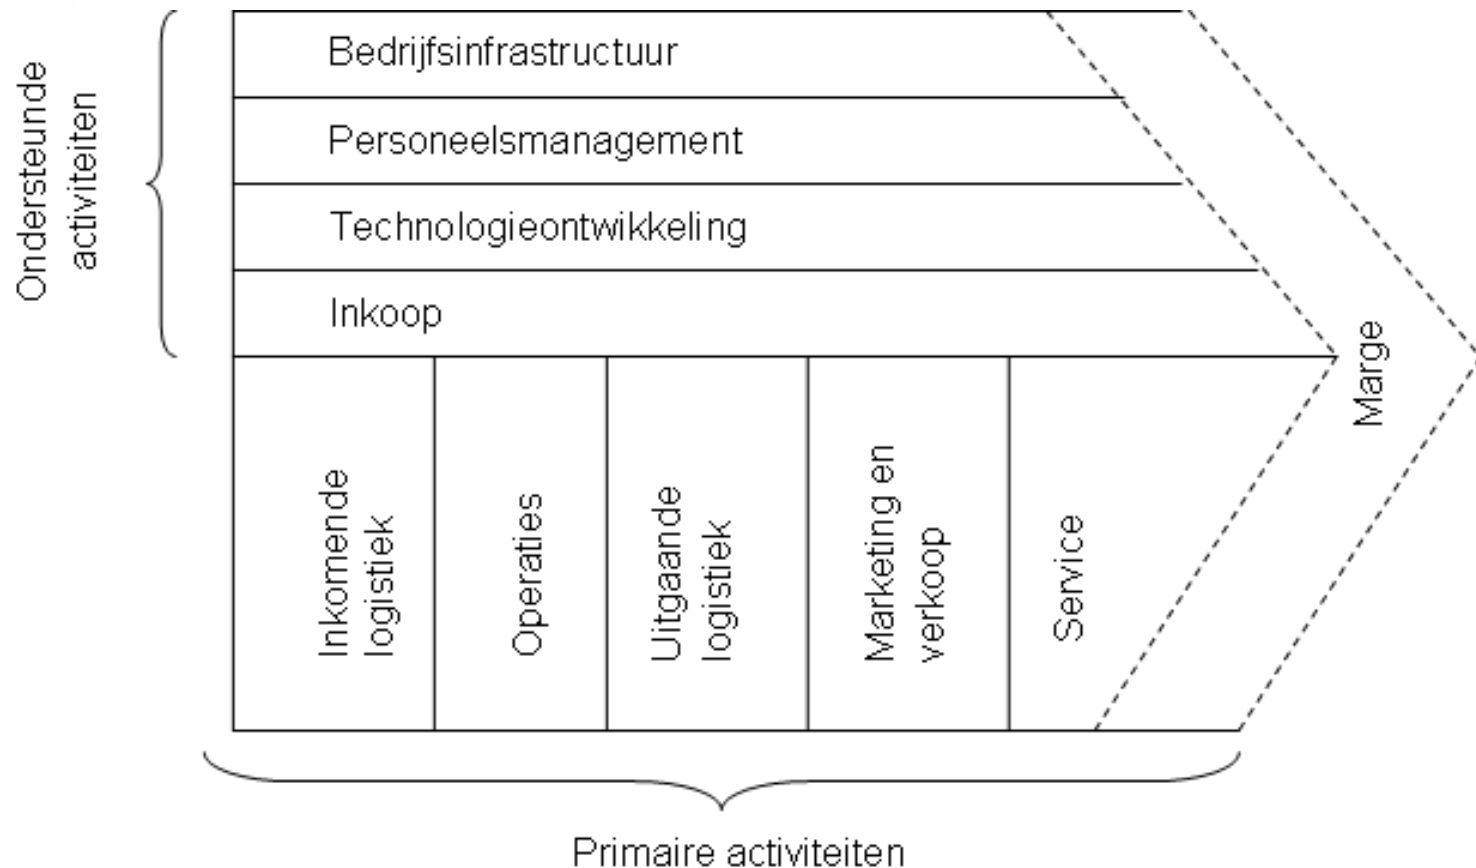 Ondersteunde
activiteiten
Bedrijfsinfrastructuur
Personeelsmanagement
Technologieontwikkeling
Inkoop
Inkomende
logistiek
Operaties
Uitgaande
logistiek
Marketing en
verkoop
Service
Marge
Primaire activiteiten